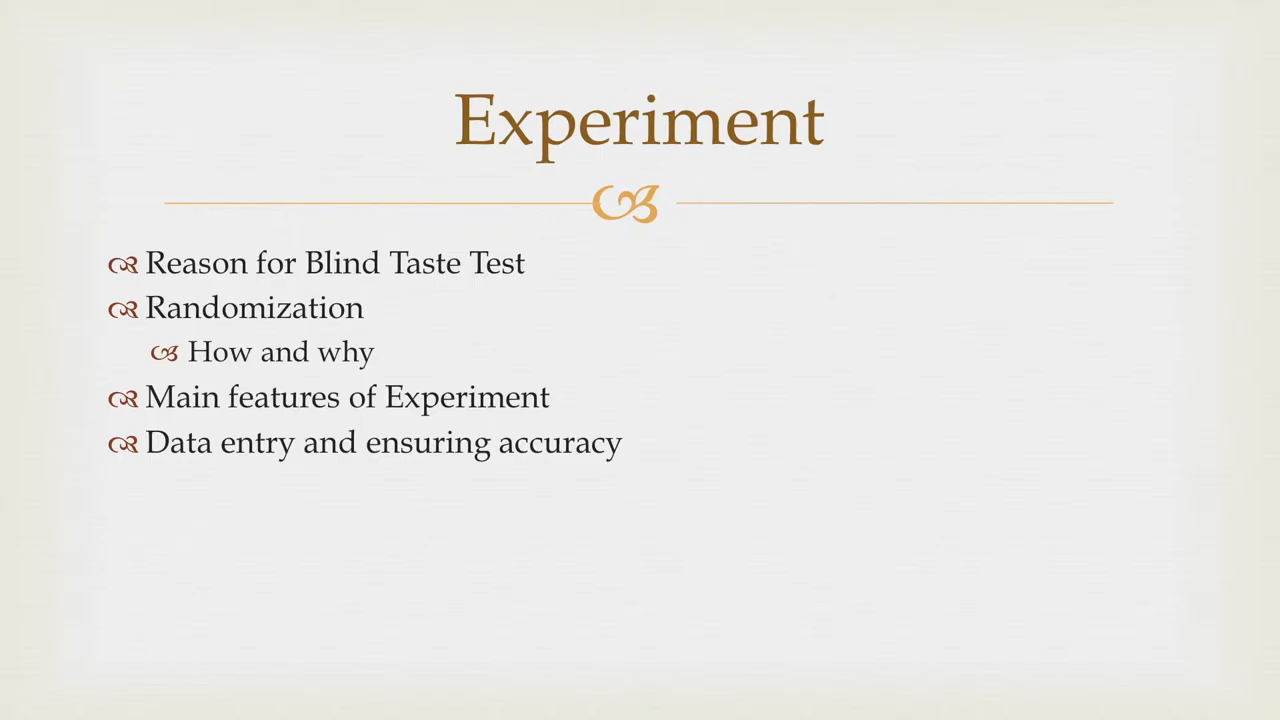 Experiment
Reason for Blind Taste Test
Randomization
How and why
Main features of Experiment
Data entry and ensuring accuracy